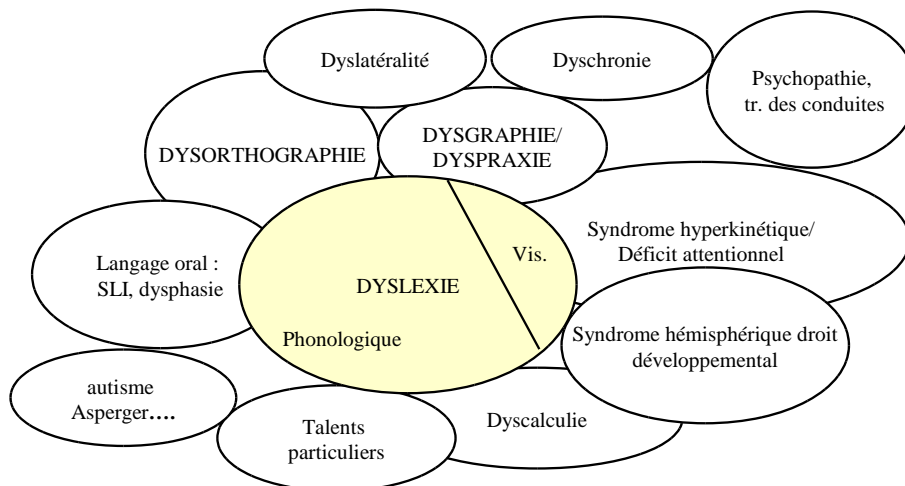 Dyslatéralité
Dyschronie
Psychopathie,
tr. des conduites
DYSORTHOGRAPHIE
DYSGRAPHIE/
DYSPRAXIE
Syndrome hyperkinétique/
Déficit attentionnel
Langage oral :
SLI, dysphasie
Vis.
DYSLEXIE
Phonologique
Syndrome hémisphérique droit
développemental
autisme
Asperger….
Talents
particuliers
Dyscalculie